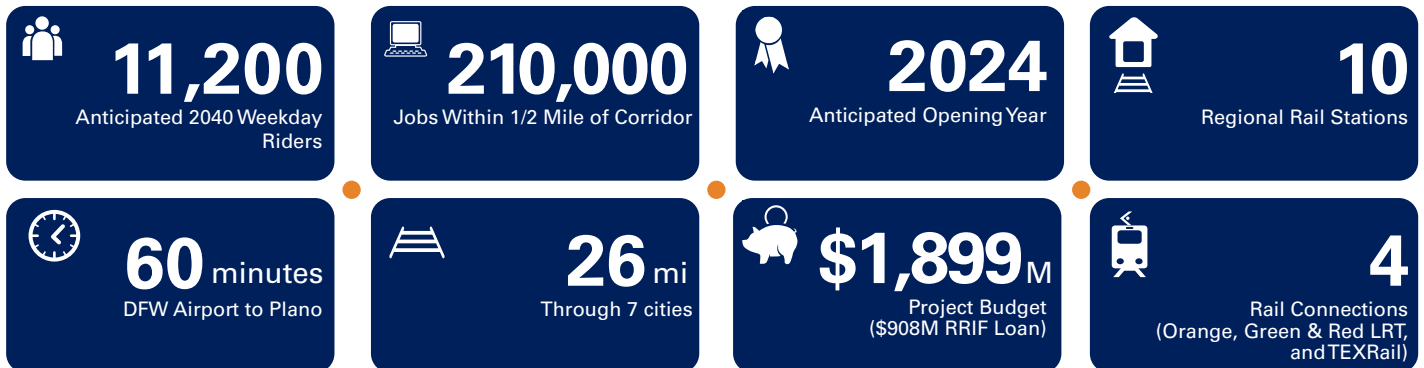 11,200
Anticipated 2040 Weekday
Riders
210,000
Jobs Within 1/2 Mile of Corridor
2024
Anticipated Opening Year
10
Regional Rail Stations
60 minutes
DFW Airport to Plano
26 mi
Through 7 cities
$1,899M
Project Budget
($908M RRIF Loan)
4
Rail Connections
(Orange, Green & Red LRT,
and TEXRail)